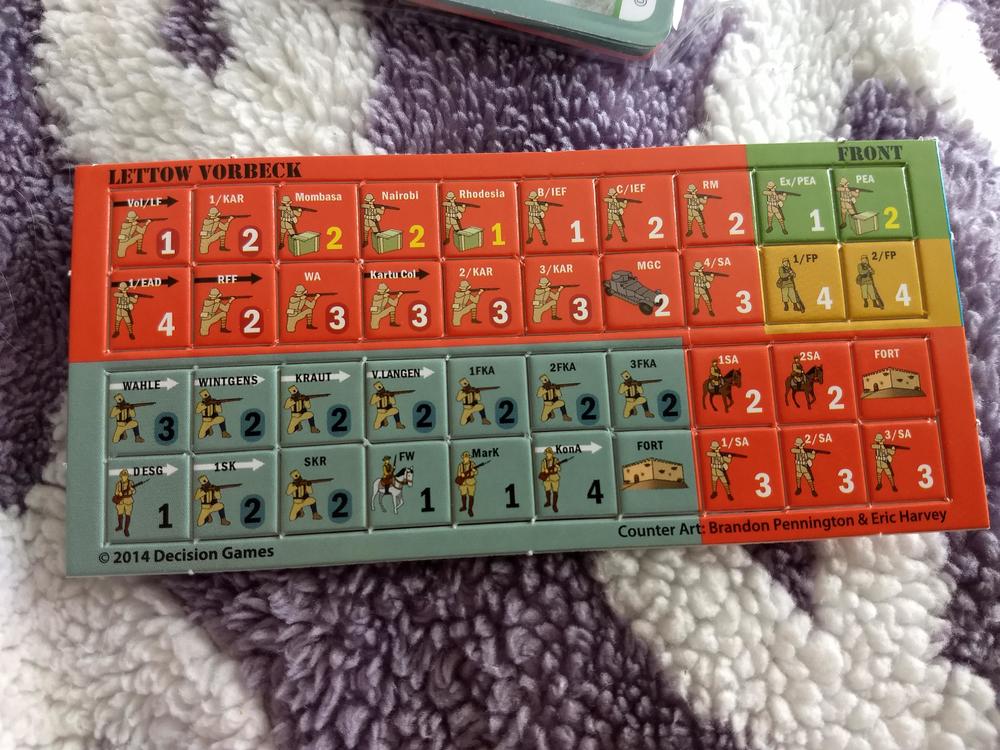 LETTOW VORBECK
FRONT
Vol/LF 1/KAR Mombasa Nairobi Rhodesia B/IEF C/IEF RM Ex/PEA PEA
1 2 2 2 1 1 2 2 1 2
1/EAD RFF WA Kartu Col 2/KAR 3/KAR MGC 4/SA 1/FP 2/FP
4 2 3 3 3 3 2 3 4 4
WAHLE WINTGENS KRAUT V.LANGEN 1FKA 2FKA 3FKA 1SA 2SA FORT
3 2 2 2 2 2 2 2 2
DESG 1SK SKR FW MarK KonA FORT 1/SA 2/SA 3/SA
1 2 2 1 1 4 3 3 3
Counter Art: Brandon Pennington & Eric Harvey
© 2014 Decision Games